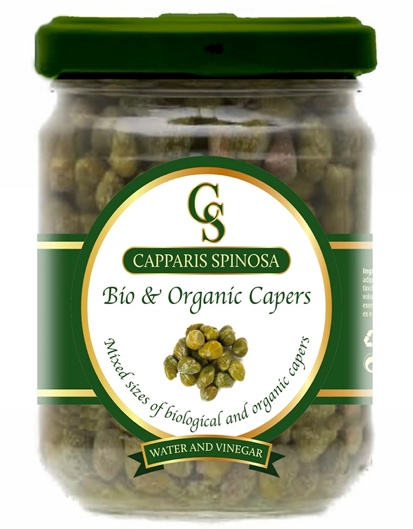 CS
CAPPARIS SPINOSA
Bio & Organic Capers
Mixed sizes of biological and organic capers
WATER AND VINEGAR